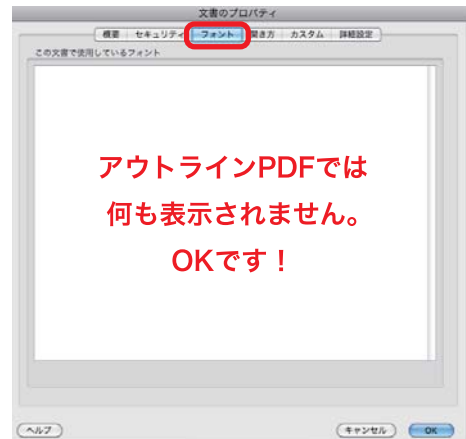 文書のプロパティ
概要 セキュリティ フォント 開き方 カスタム 詳細設定
この文書で使用しているフォント
アウトラインPDFでは
何も表示されません。
OKです！
ヘルプ キャンセル OK